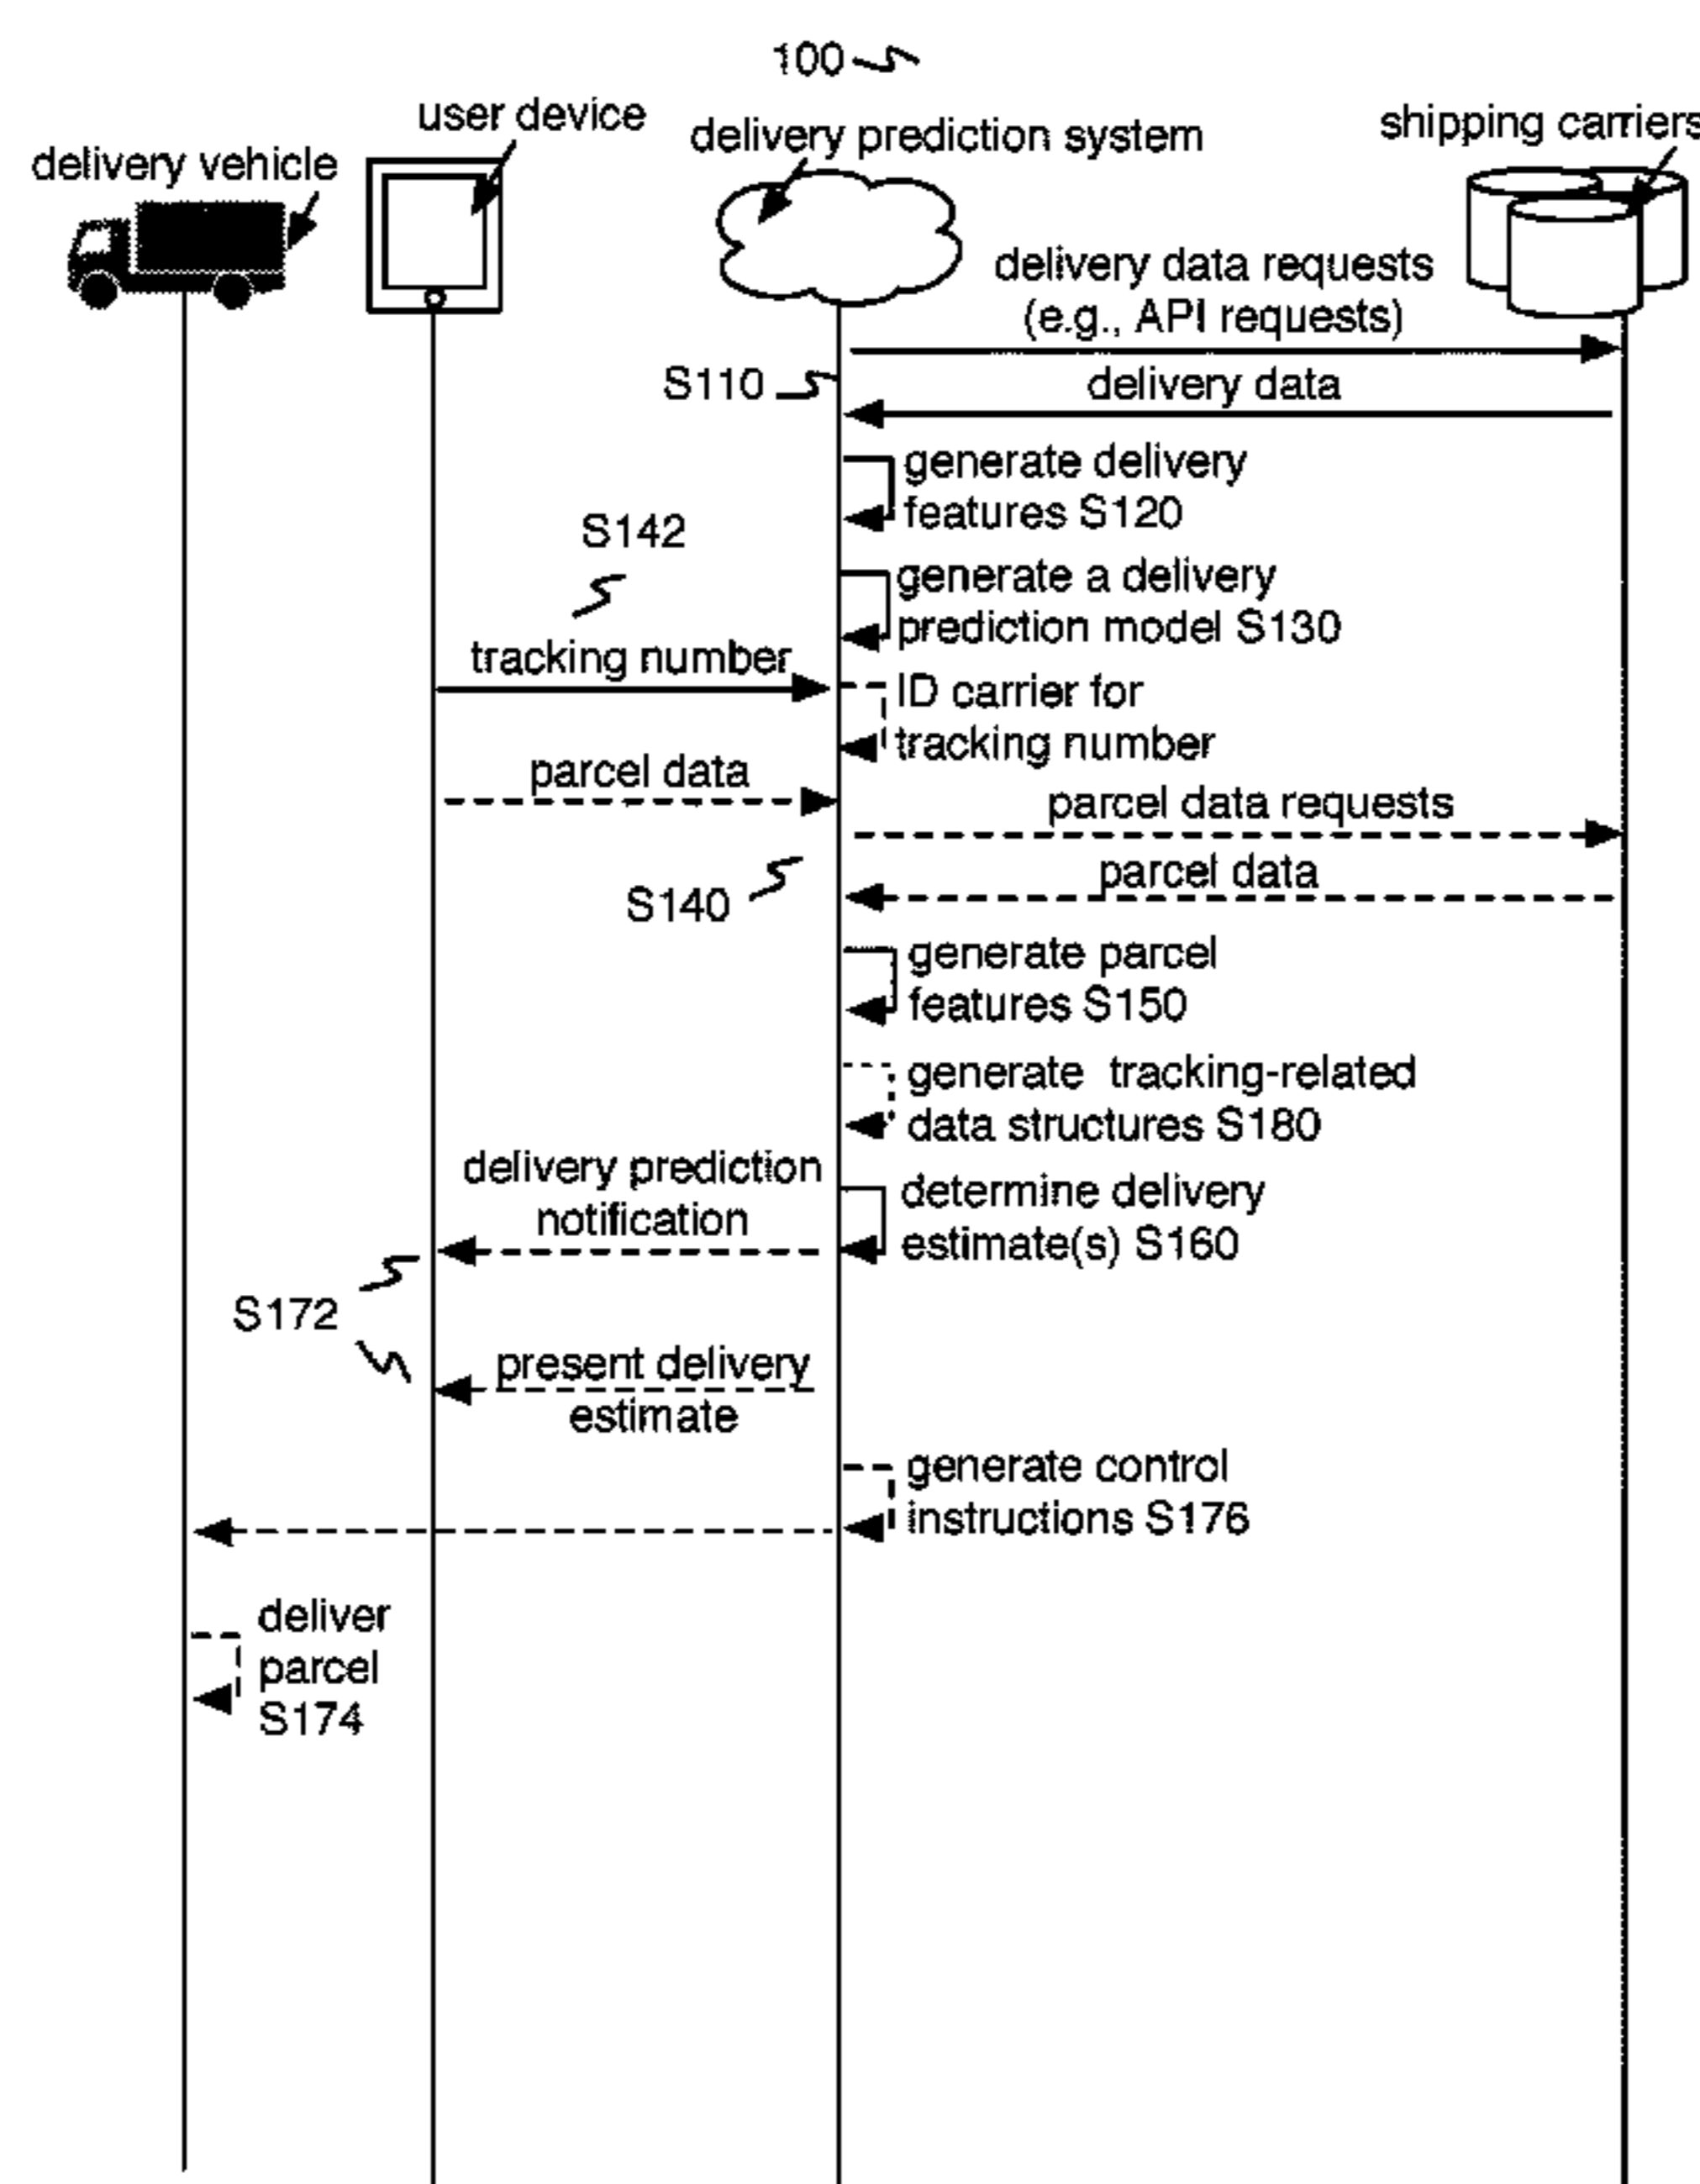 100
delivery vehicle
user device
delivery prediction system
shipping carriers
delivery data requests
(e.g., API requests)
S110
delivery data
generate delivery
features S120
S142
generate a delivery
prediction model S130
tracking number
ID carrier for
tracking number
parcel data
parcel data requests
S140
parcel data
generate parcel
features S150
generate tracking-related
data structures S180
delivery prediction
notification
determine delivery
estimate(s) S160
S172
present delivery
estimate
generate control
instructions S176
deliver
parcel
S174